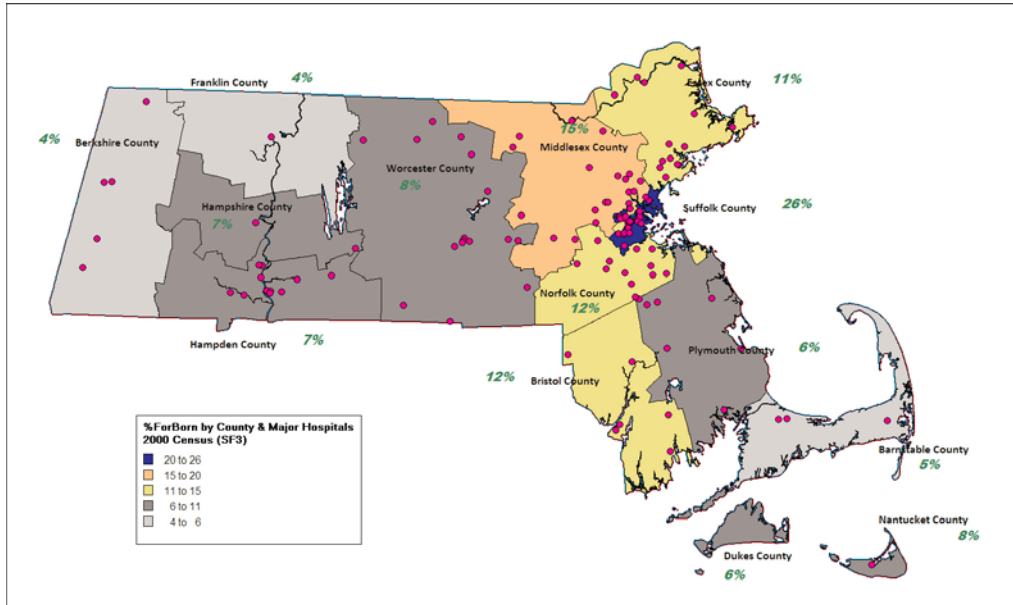 4%
Franklin County
Essex County
11%
4%
Berkshire County
15%
Middlesex County
Worcester County
8%
Hampshire County
7%
Suffolk County
26%
Norfolk County
12%
Hampden County
7%
Plymouth County
6%
12%
Bristol County
%ForBorn by County & Major Hospitals
2000 Census (SF3)
20 to 26
15 to 20
11 to 15
6 to 11
4 to 6
Barnstable County
5%
Nantucket County
8%
Dukes County
6%